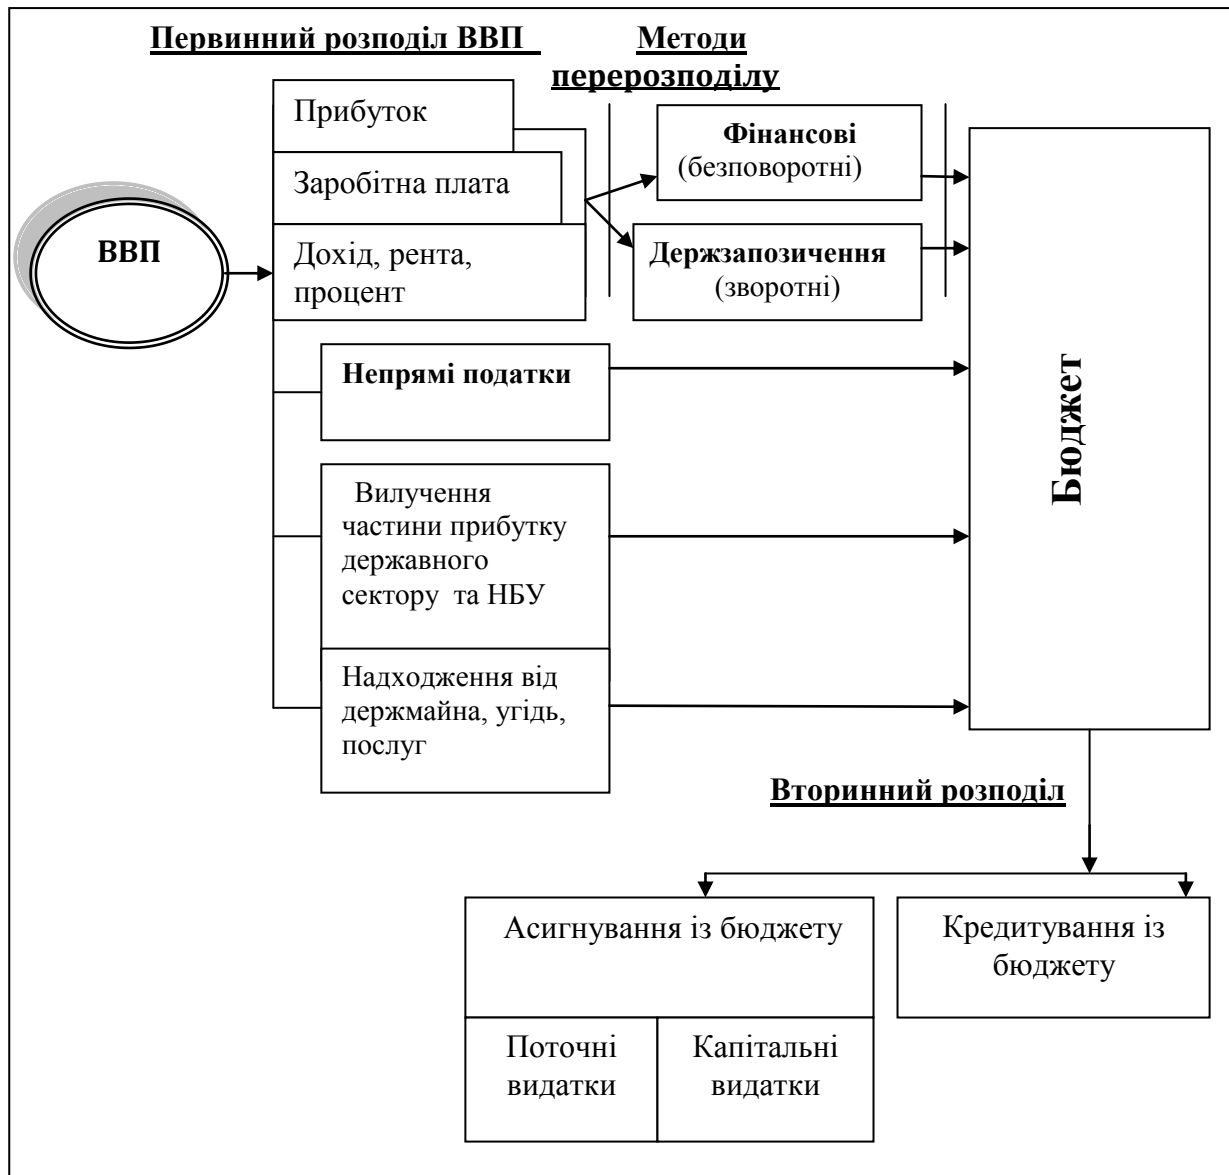 Первинний розподіл ВВП
Методи
перерозподілу
Прибуток
Заробітна плата
Дохід, рента,
процент
ВВП
Фінансові
(безповоротні)
Держзапозичення
(зворотні)
Непрямі податки
Вилучення
частини прибутку
державного
сектору та НБУ
Надходження від
держмайна, угідь,
послуг
Бюджет
Вторинний розподіл
Асигнування із бюджету
Кредитування із
бюджету
Поточні
видатки
Капітальні
видатки